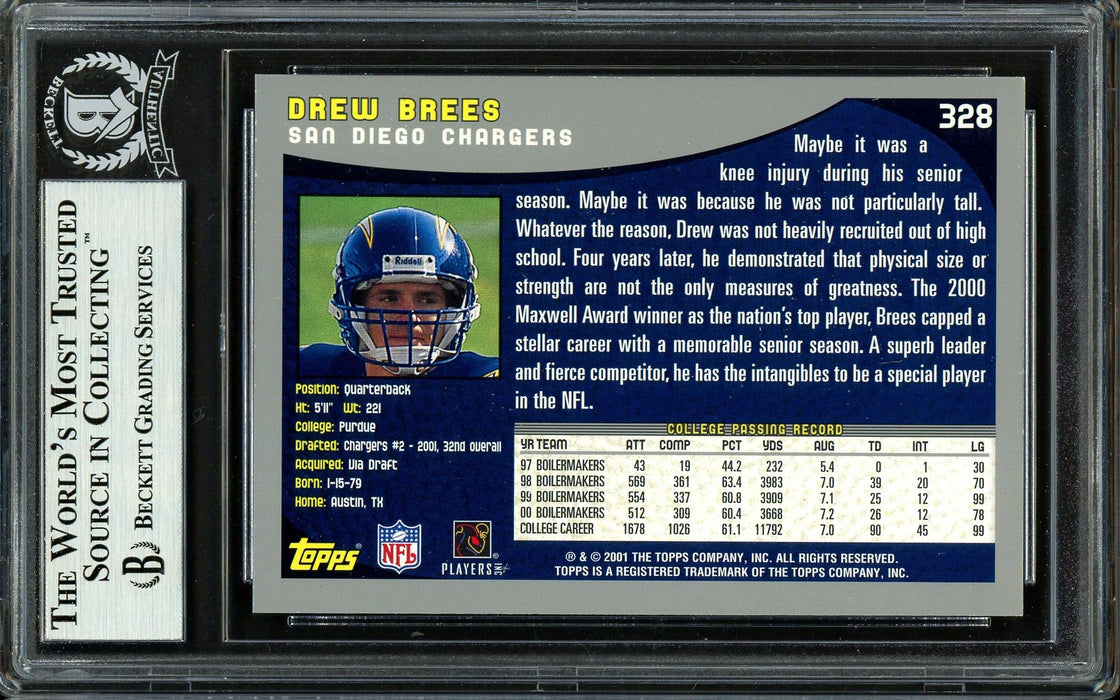 BECKETT
AUTHENTIC
B
THE WORLD'S MOST TRUSTED
SOURCE IN COLLECTING™
BECKETT GRADING SERVICES
DREW BREES
SAN DIEGO CHARGERS
328
Maybe it was a
knee injury during his senior
season. Maybe it was because he was not particularly tall.
Whatever the reason, Drew was not heavily recruited out of high
school. Four years later, he demonstrated that physical size or
strength are not the only measures of greatness. The 2000
Maxwell Award winner as the nation's top player, Brees capped a
stellar career with a memorable senior season. A superb leader
and fierce competitor, he has the intangibles to be a special player
in the NFL.
Riddell
Position: Quarterback
Ht: 5'11" Wt: 221
College: Purdue
Drafted: Chargers #2 - 2001, 32nd overall
Acquired: Via Draft
Born: 1-15-79
Home: Austin, TX
COLLEGE PASSING RECORD
YR TEAM ATT COMP PCT YDS AVG TD INT LG
97 BOILERMAKERS 43 19 44.2 232 5.4 0 1 30
98 BOILERMAKERS 569 361 63.4 3983 7.0 39 20 70
99 BOILERMAKERS 554 337 60.8 3909 7.1 25 12 99
00 BOILERMAKERS 512 309 60.4 3668 7.2 26 12 78
COLLEGE CAREER 1678 1026 61.1 11792 7.0 90 45 99
topps®
NFL
PLAYERS INC
® & © 2001 THE TOPPS COMPANY, INC. ALL RIGHTS RESERVED.
TOPPS IS A REGISTERED TRADEMARK OF THE TOPPS COMPANY, INC.